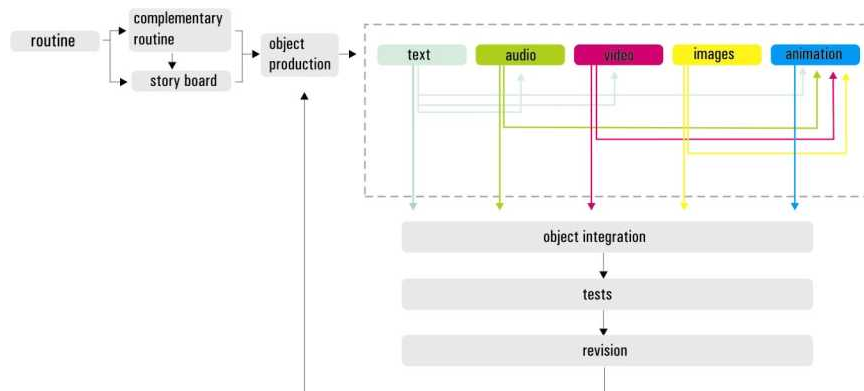 routine
complementary
routine
story board
object
production
text
audio
video
images
animation
object integration
tests
revision